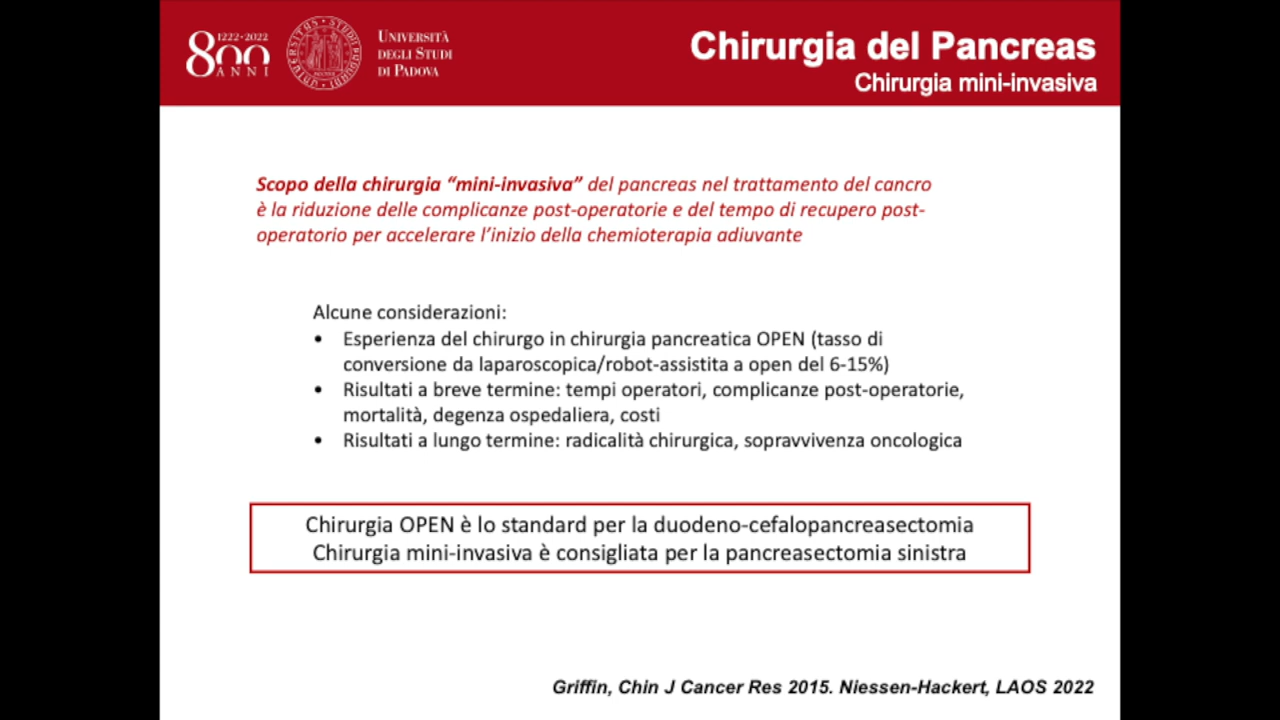 1222·2022
800
ANNI
UNIVERSITÀ
DEGLI STUDI
DI PADOVA
Chirurgia del Pancreas
Chirurgia mini-invasiva
Scopo della chirurgia “mini-invasiva” del pancreas nel trattamento del cancro
è la riduzione delle complicanze post-operatorie e del tempo di recupero post-
operatorio per accelerare l’inizio della chemioterapia adiuvante
Alcune considerazioni:
• Esperienza del chirurgo in chirurgia pancreatica OPEN (tasso di
conversione da laparoscopica/robot-assistita a open del 6-15%)
• Risultati a breve termine: tempi operatori, complicanze post-operatorie,
mortalità, degenza ospedaliera, costi
• Risultati a lungo termine: radicalità chirurgica, sopravvivenza oncologica
Chirurgia OPEN è lo standard per la duodeno-cefalopancreasectomia
Chirurgia mini-invasiva è consigliata per la pancreasectomia sinistra
Griffin, Chin J Cancer Res 2015. Niessen-Hackert, LAOS 2022